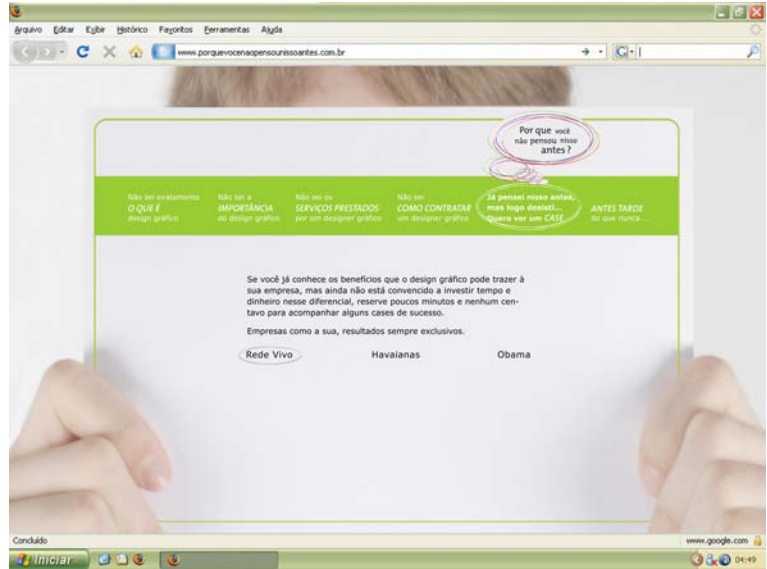 Arquivo Editar Exibir Histórico Favoritos Ferramentas Ajuda
www.porquevocenaopensounissoantes.com.br
G
Por que você
não pensou nisso
antes?
Não sei exatamente
O QUE É
design gráfico
Não sei a
IMPORTÂNCIA
do design gráfico
Não sei os
SERVIÇOS PRESTADOS
por um designer gráfico
Não sei
COMO CONTRATAR
um designer gráfico
Já pensei nisso antes,
mas logo desisti...
Quero ver um CASE
ANTES TARDE
do que nunca...
Se você já conhece os benefícios que o design gráfico pode trazer à
sua empresa, mas ainda não está convencido a investir tempo e
dinheiro nesse diferencial, reserve poucos minutos e nenhum cen-
tavo para acompanhar alguns cases de sucesso.
Empresas como a sua, resultados sempre exclusivos.
Rede Vivo Havaianas Obama
Concluído www.google.com
Iniciar 04:49